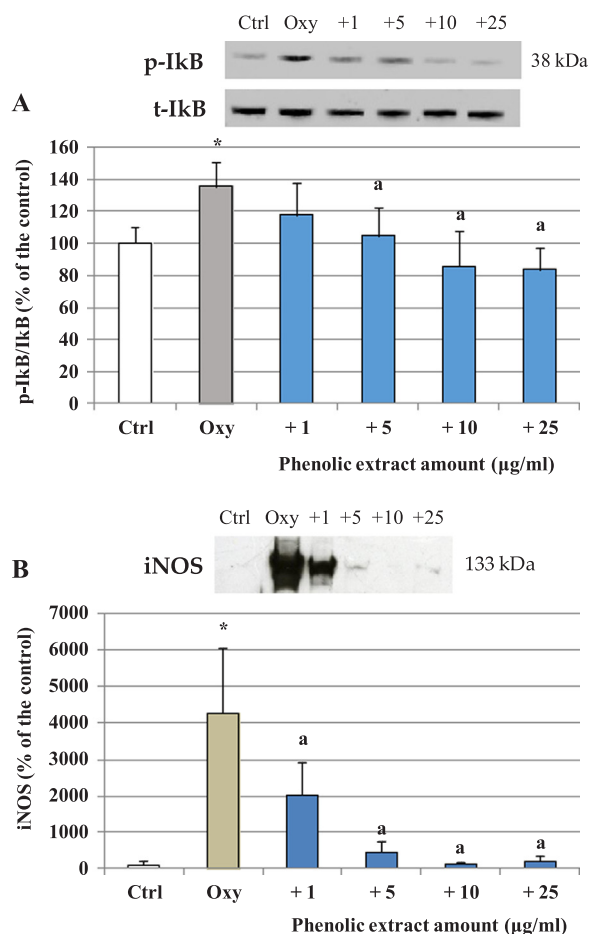 Ctrl Oxy +1 +5 +10 +25
p-IkB 38 kDa
t-IkB
A
160
140
120
100
80
60
40
20
0
p-IkB/IkB (% of the control)
*
a
a
a
Ctrl Oxy + 1 + 5 + 10 + 25
Phenolic extract amount (µg/ml)
Ctrl Oxy +1 +5 +10 +25
B
iNOS 133 kDa
7000
6000
5000
4000
3000
2000
1000
0
iNOS (% of the control)
*
a
a
a
a
Ctrl Oxy + 1 + 5 + 10 + 25
Phenolic extract amount (µg/ml)